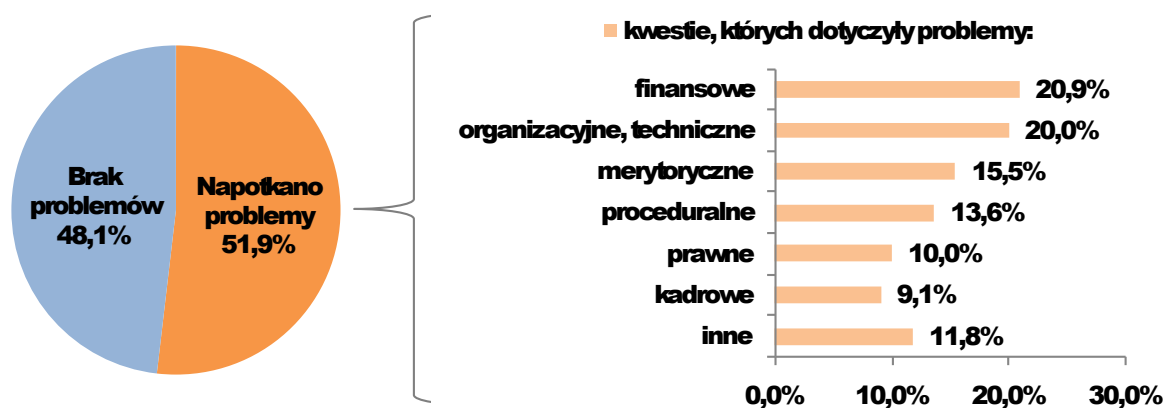 Brak
problemów
48,1%
Napotkano
problemy
51,9%
kwestie, których dotyczyły problemy:
finansowe 20,9%
organizacyjne, techniczne 20,0%
merytoryczne 15,5%
proceduralne 13,6%
prawne 10,0%
kadrowe 9,1%
inne 11,8%
0,0% 10,0% 20,0% 30,0%